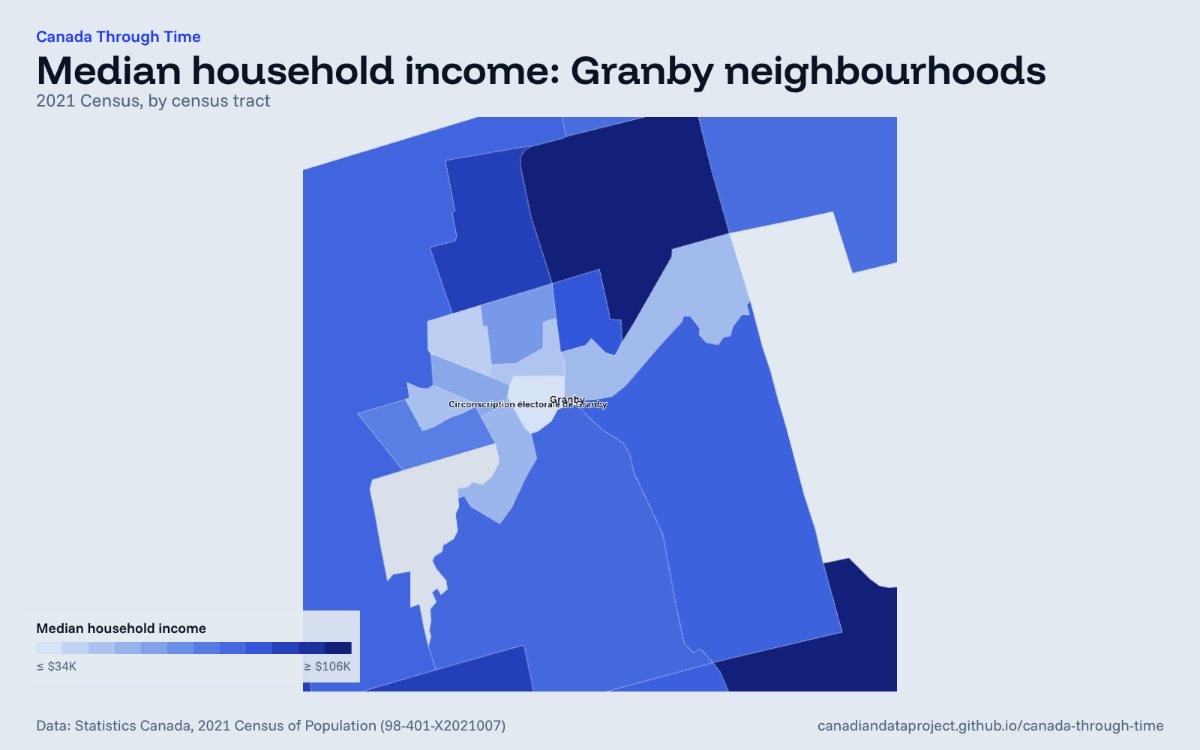 Canada Through Time
Median household income: Granby neighbourhoods
2021 Census, by census tract
Granby
Circonscription électorale de Granby
Median household income
≤ $34K
≥ $106K
Data: Statistics Canada, 2021 Census of Population (98-401-X2021007)
canadiandataproject.github.io/canada-through-time